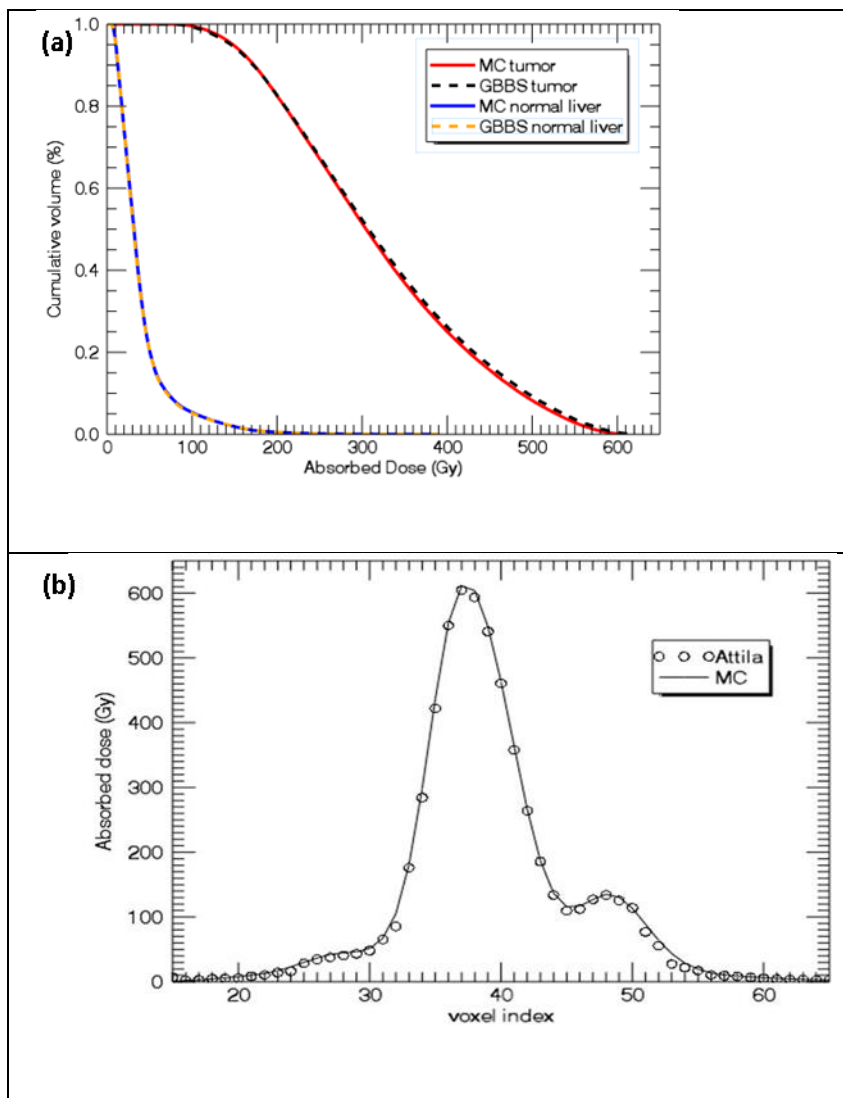 (a)
1.0
0.8
0.6
0.4
0.2
0.0
Cumulative volume (%)
MC tumor
GBBS tumor
MC normal liver
GBBS normal liver
0 100 200 300 400 500 600
Absorbed Dose (Gy)
(b)
600
500
400
300
200
100
0
Absorbed dose (Gy)
Attila
MC
20 30 40 50 60
voxel index